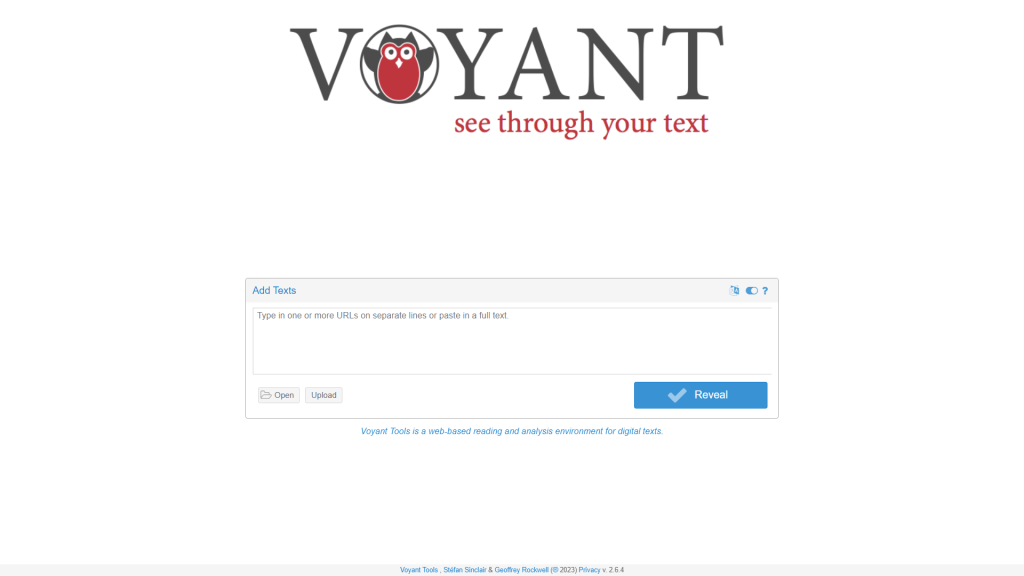 VOYANT
see through your text
Add Texts ?
Type in one or more URLs on separate lines or paste in a full text.
Open Upload Reveal
Voyant Tools is a web-based reading and analysis environment for digital texts.
Voyant Tools , Stéfan Sinclair & Geoffrey Rockwell (© 2023) Privacy v. 2.6.4